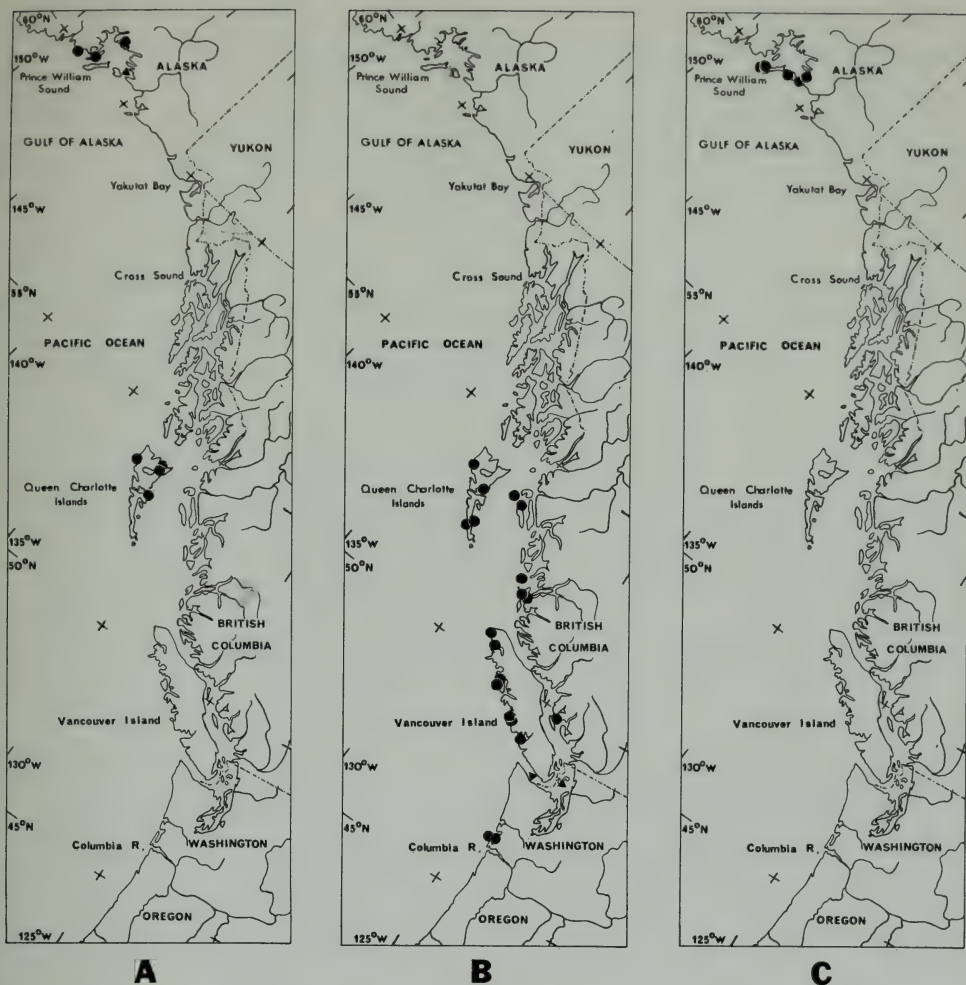 60°N
150°W
ALASKA
Prince William
Sound
GULF OF ALASKA
YUKON
Yakutat Bay
145°W
Cross Sound
55°N
PACIFIC OCEAN
140°W
Queen Charlotte
Islands
135°W
50°N
BRITISH
COLUMBIA
Vancouver Island
130°W
45°N
Columbia R.
WASHINGTON
OREGON
125°W
A
60°N
150°W
ALASKA
Prince William
Sound
GULF OF ALASKA
YUKON
Yakutat Bay
145°W
Cross Sound
55°N
PACIFIC OCEAN
140°W
Queen Charlotte
Islands
135°W
50°N
BRITISH
COLUMBIA
Vancouver Island
130°W
45°N
Columbia R.
WASHINGTON
OREGON
125°W
B
60°N
150°W
ALASKA
Prince William
Sound
GULF OF ALASKA
YUKON
Yakutat Bay
145°W
Cross Sound
55°N
PACIFIC OCEAN
140°W
Queen Charlotte
Islands
135°W
50°N
BRITISH
COLUMBIA
Vancouver Island
130°W
45°N
Columbia R.
WASHINGTON
OREGON
125°W
C